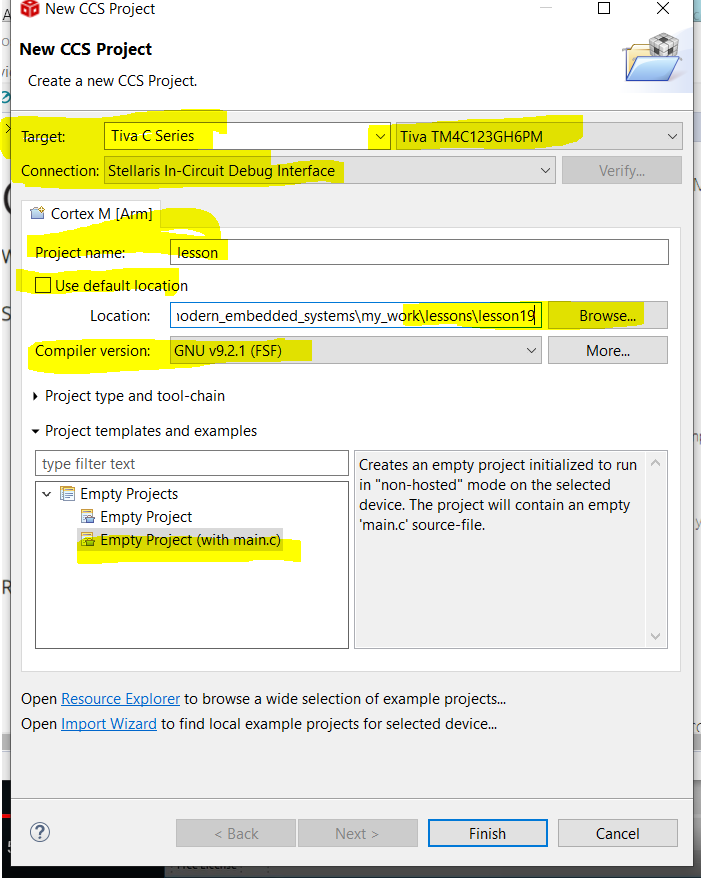 New CCS Project
New CCS Project
Create a new CCS Project.
Target: Tiva C Series Tiva TM4C123GH6PM
Connection: Stellaris In-Circuit Debug Interface Verify...
Cortex M [Arm]
Project name: lesson
Use default location
Location: nodern_embedded_systems\my_work\lessons\lesson19 Browse...
Compiler version: GNU v9.2.1 (FSF) More...
Project type and tool-chain
Project templates and examples
type filter text
Empty Projects
Empty Project
Empty Project (with main.c)
Creates an empty project initialized to run
in "non-hosted" mode on the selected
device. The project will contain an empty
'main.c' source-file.
Open Resource Explorer to browse a wide selection of example projects...
Open Import Wizard to find local example projects for selected device...
? < Back Next > Finish Cancel